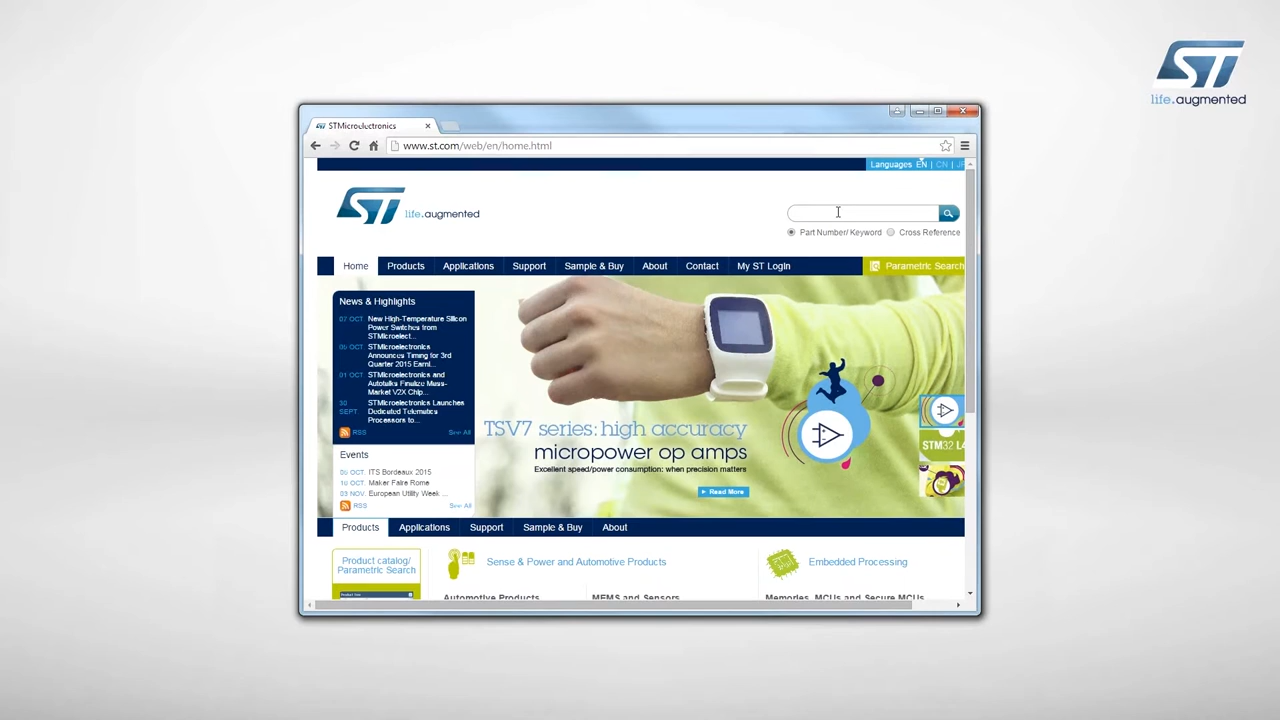 ST
life.augmented
STMicroelectronics
www.st.com/web/en/home.html
Languages EN | CN | JP
ST life.augmented
Part Number/ Keyword Cross Reference
Home Products Applications Support Sample & Buy About Contact My ST Login Parametric Search
News & Highlights
07 OCT New High-Temperature Silicon
Power Switches from
STMicroelect...
STMicroelectronics
Announces Timing for 3rd
Quarter 2015 Earni...
01 OCT STMicroelectronics and
Autotalks Finalize Mass-
Market V2X Chip...
30 STMicroelectronics Launches
SEPT Dedicated Telematics
Processors to...
RSS See All
Events
ITS Bordeaux 2015
10 OCT Maker Faire Rome
03 NOV. European Utility Week ...
RSS See All
TSV7 series: high accuracy
micropower op amps
Excellent speed/power consumption: when precision matters
Read More
STM32 L4
Products Applications Support Sample & Buy About
Product catalog/
Parametric Search
Sense & Power and Automotive Products
Embedded Processing
Automotive Products MEMS and Sensors Memories, MCUs and Secure MCUs